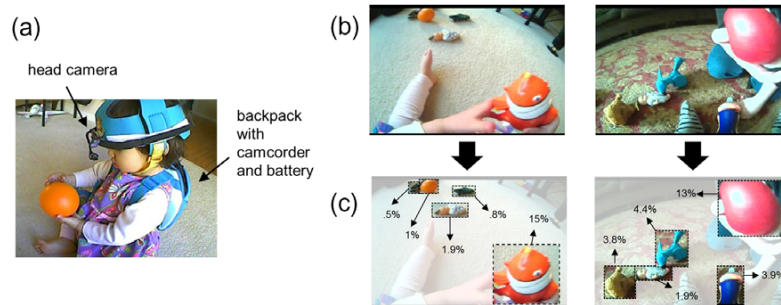 (a)
head camera
backpack
with
camcorder
and battery
(b)
(c)
.5%
1%
1.9%
.8%
15%
13%
4.4%
3.8%
1.9%
3.9%